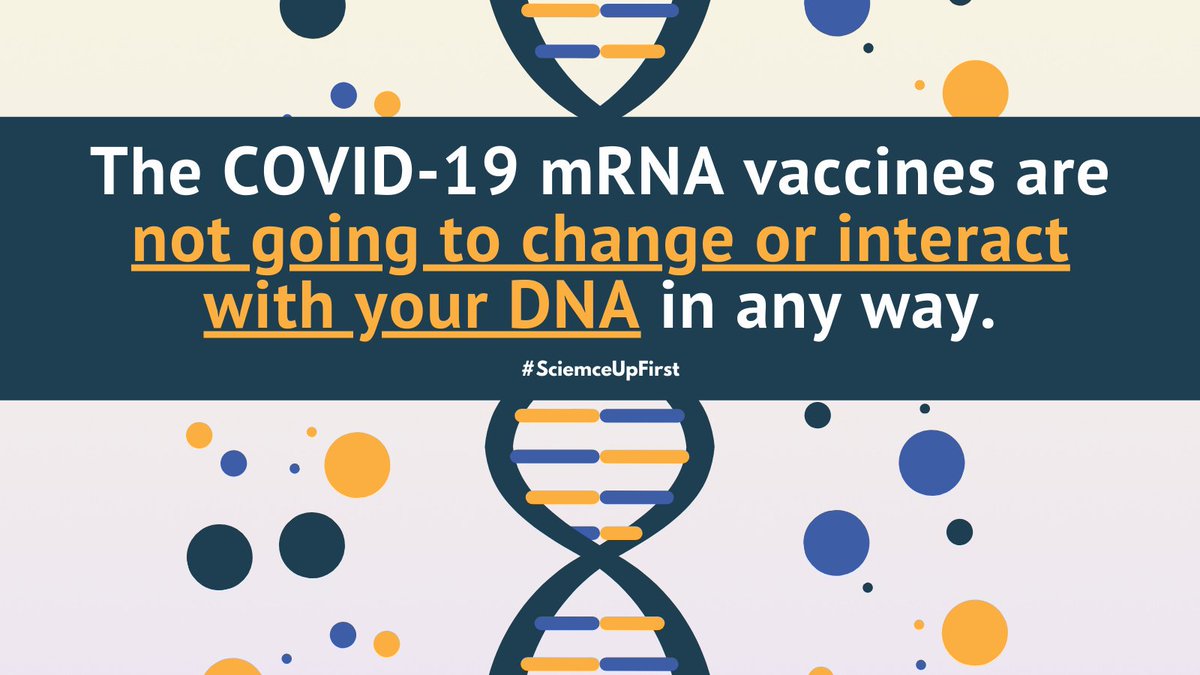 The COVID-19 mRNA vaccines are
not going to change or interact
with your DNA in any way.
#SciemceUpFirst